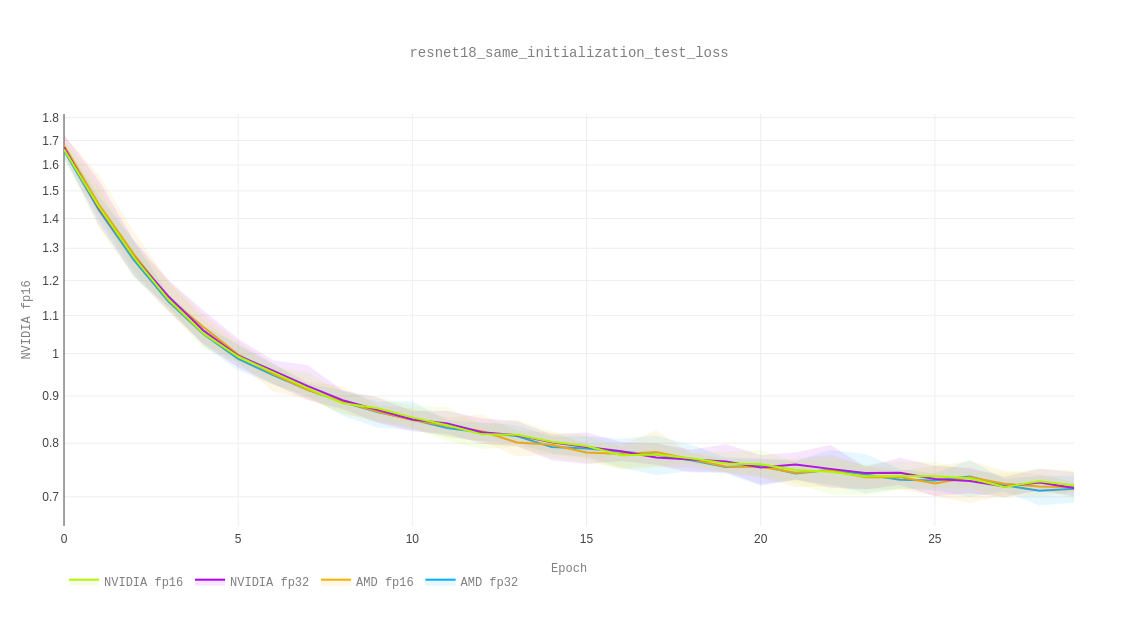 resnet18_same_initialization_test_loss
1.8
1.7
1.6
1.5
1.4
1.3
1.2
1.1
1
0.9
0.8
0.7
NVIDIA fp16
0 5 10 15 20 25
Epoch
NVIDIA fp16 NVIDIA fp32 AMD fp16 AMD fp32